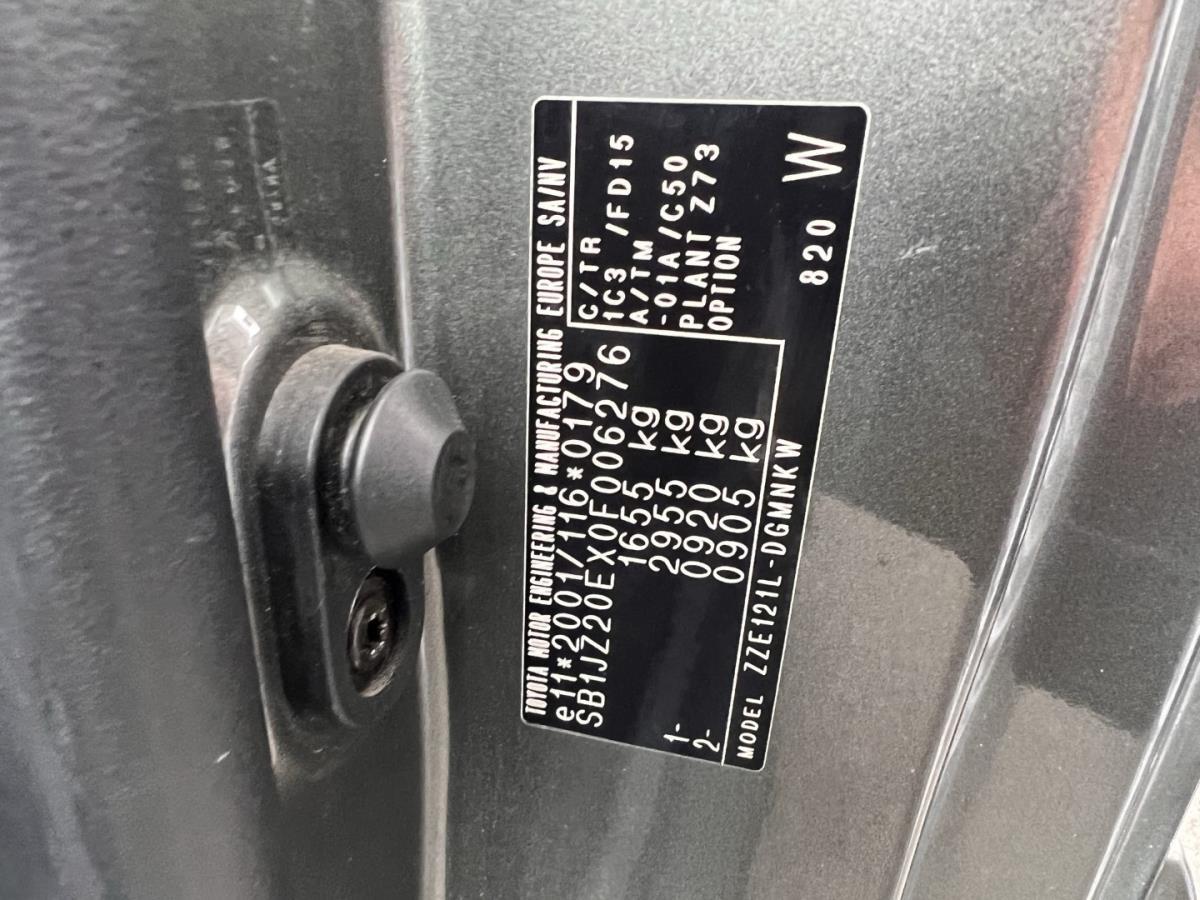 TOYOTA MOTOR ENGINEERING & MANUFACTURING EUROPE SA/NV
e11*2001/116*0179
SB1JZ20EX0F006276
1655 kg
2955 kg
1- 0920 kg
2- 0905 kg
C/TR
1C3 /FD15
A/TM
-01A/C50
PLANT Z73
OPTION
MODEL ZZE121L-DGMNKW
820 W